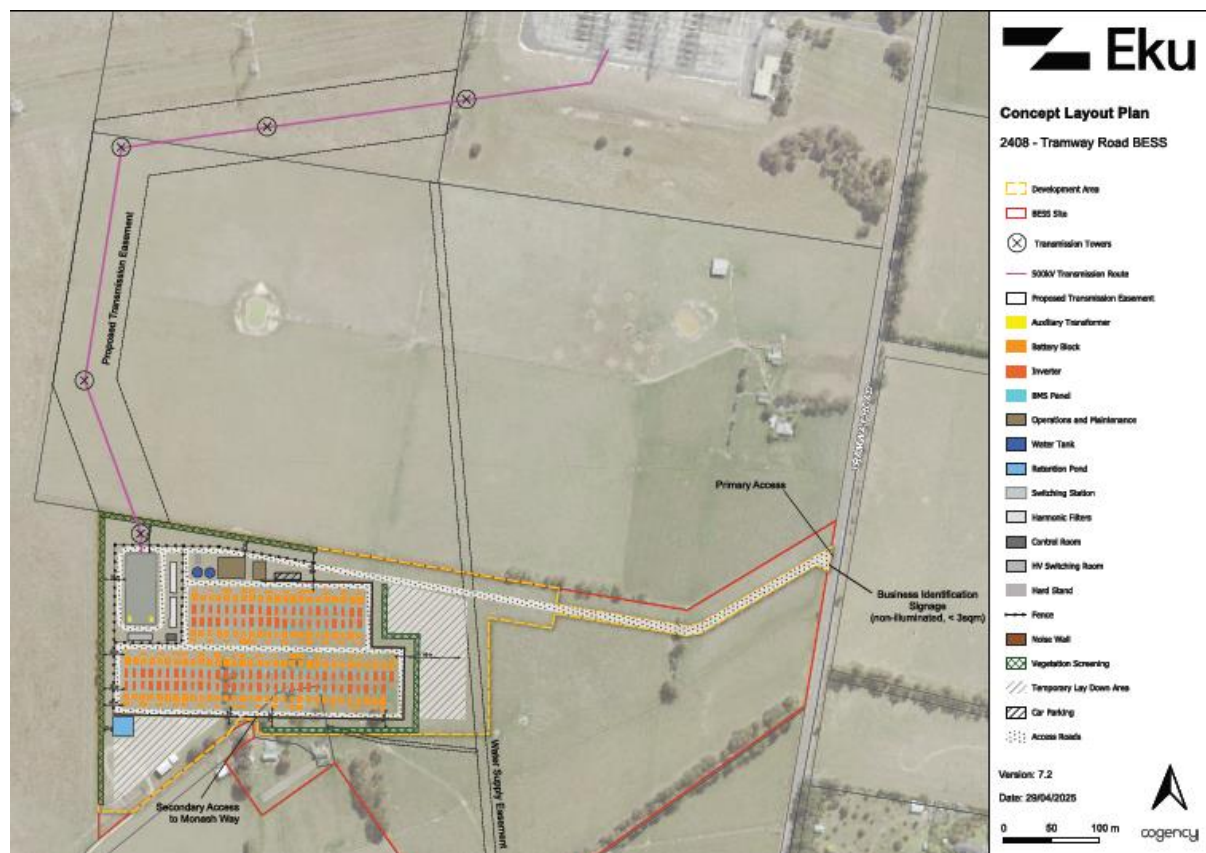 Eku
Concept Layout Plan
2408 - Tramway Road BESS
Development Area
BESS Site
Transmission Towers
500kV Transmission Route
Proposed Transmission Easement
Auxiliary Transformer
Battery Block
Inverter
BMS Panel
Operations and Maintenance
Water Tank
Retention Pond
Switching Station
Harmonic Filters
Control Room
HV Switching Room
Hard Stand
Fence
Noise Wall
Vegetation Screening
Temporary Lay Down Area
Car Parking
Access Roads
Version: 7.2
Date: 29/04/2025
0 50 100 m
cogency
Proposed Transmission Easement
TRAMWAY ROAD
Primary Access
Business Identification
Signage
(non-illuminated, < 3sqm)
Secondary Access
to Monash Way
Water Supply Easement